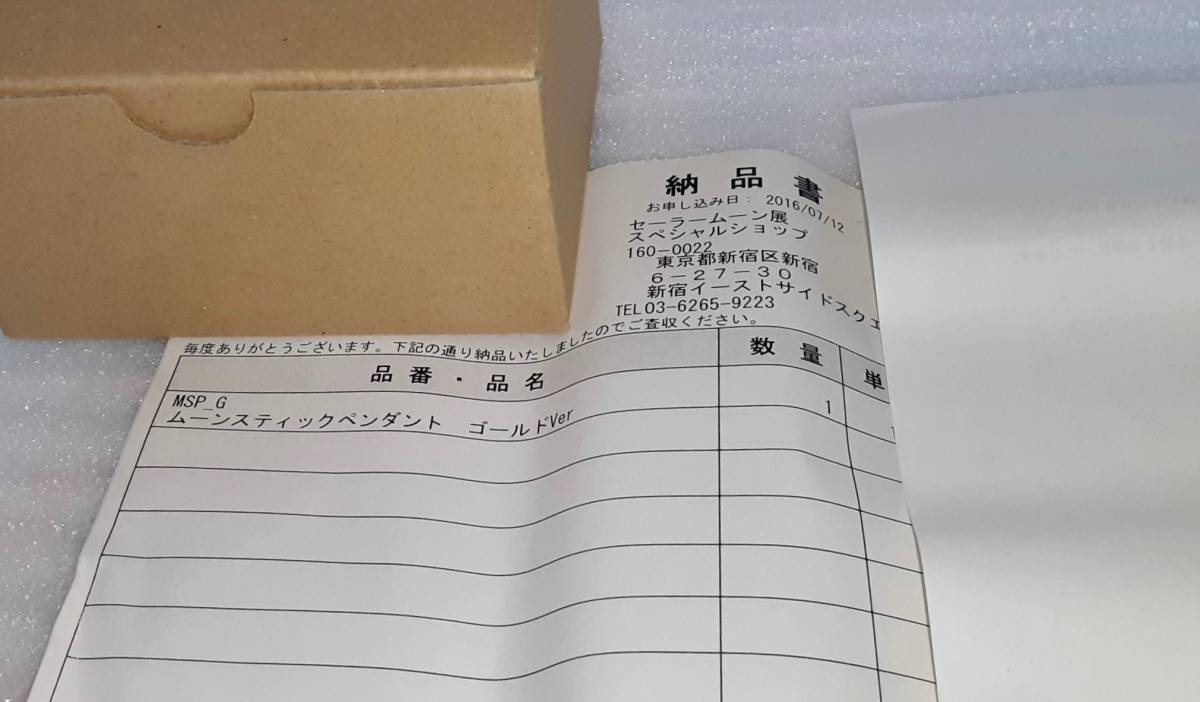 納品書
お申し込み日： 2016/07/12
セーラームーン展
スペシャルショップ
160-0022
東京都新宿区新宿
６－２７－３０
新宿イーストサイドスクエ
TEL 03-6265-9223
毎度ありがとうございます。下記の通り納品いたしましたのでご査収ください。
品番・品名 数量 単
MSP_G 1
ムーンスティックペンダント ゴールドVer